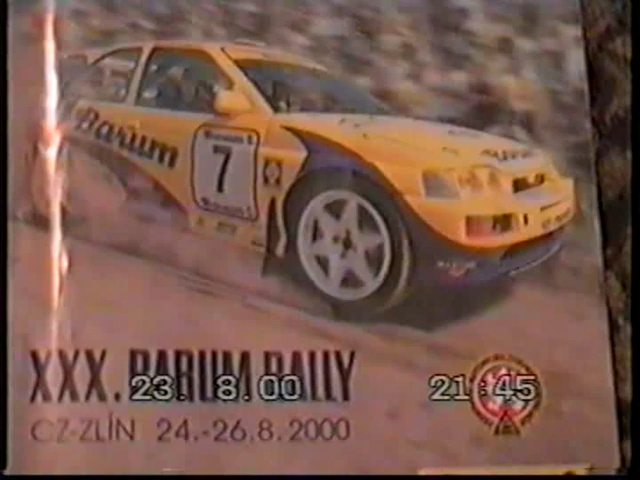 Barum
7
XXX. BARUM RALLY
23. 8.00 21:45
CZ-ZLÍN 24.-26.8.2000